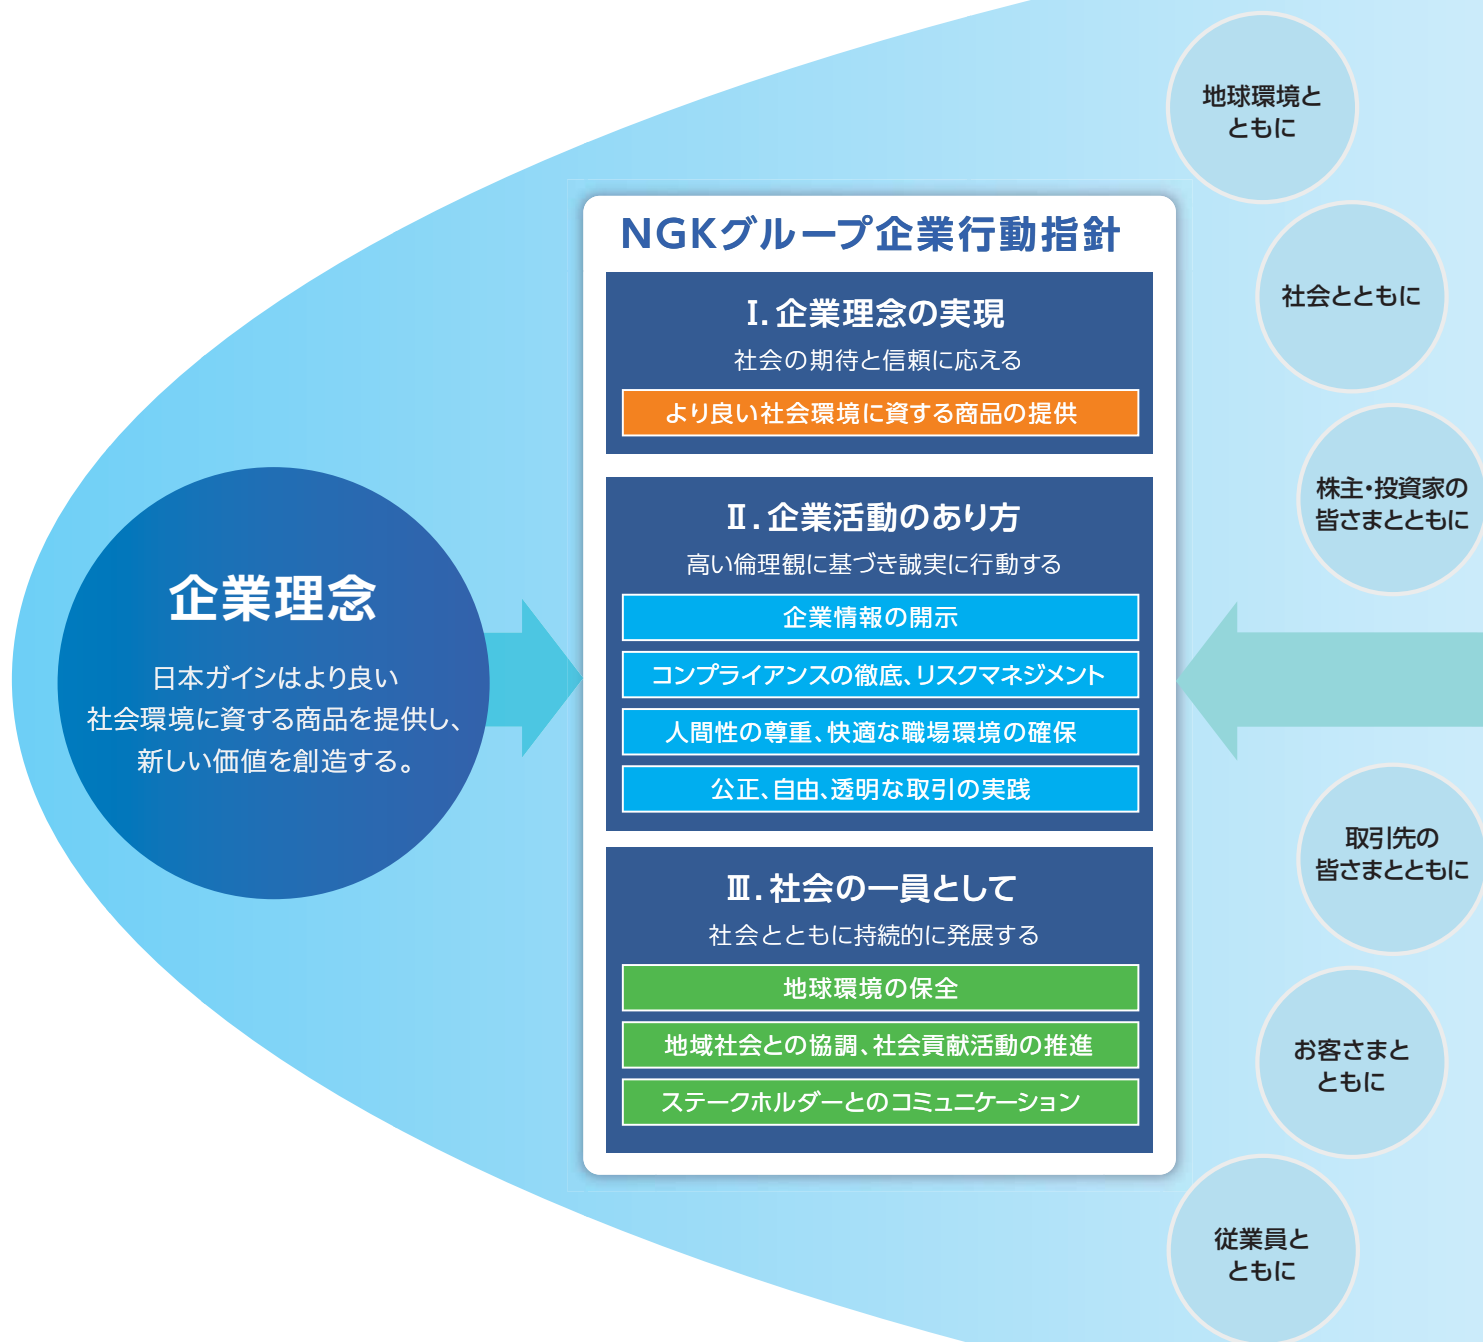 企業理念
日本ガイシはより良い
社会環境に資する商品を提供し、
新しい価値を創造する。
NGKグループ企業行動指針
Ⅰ.企業理念の実現
社会の期待と信頼に応える
より良い社会環境に資する商品の提供
Ⅱ.企業活動のあり方
高い倫理観に基づき誠実に行動する
企業情報の開示
コンプライアンスの徹底、リスクマネジメント
人間性の尊重、快適な職場環境の確保
公正、自由、透明な取引の実践
Ⅲ.社会の一員として
社会とともに持続的に発展する
地球環境の保全
地域社会との協調、社会貢献活動の推進
ステークホルダーとのコミュニケーション
地球環境と
ともに
社会とともに
株主・投資家の
皆さまとともに
取引先の
皆さまとともに
お客さまと
ともに
従業員と
ともに